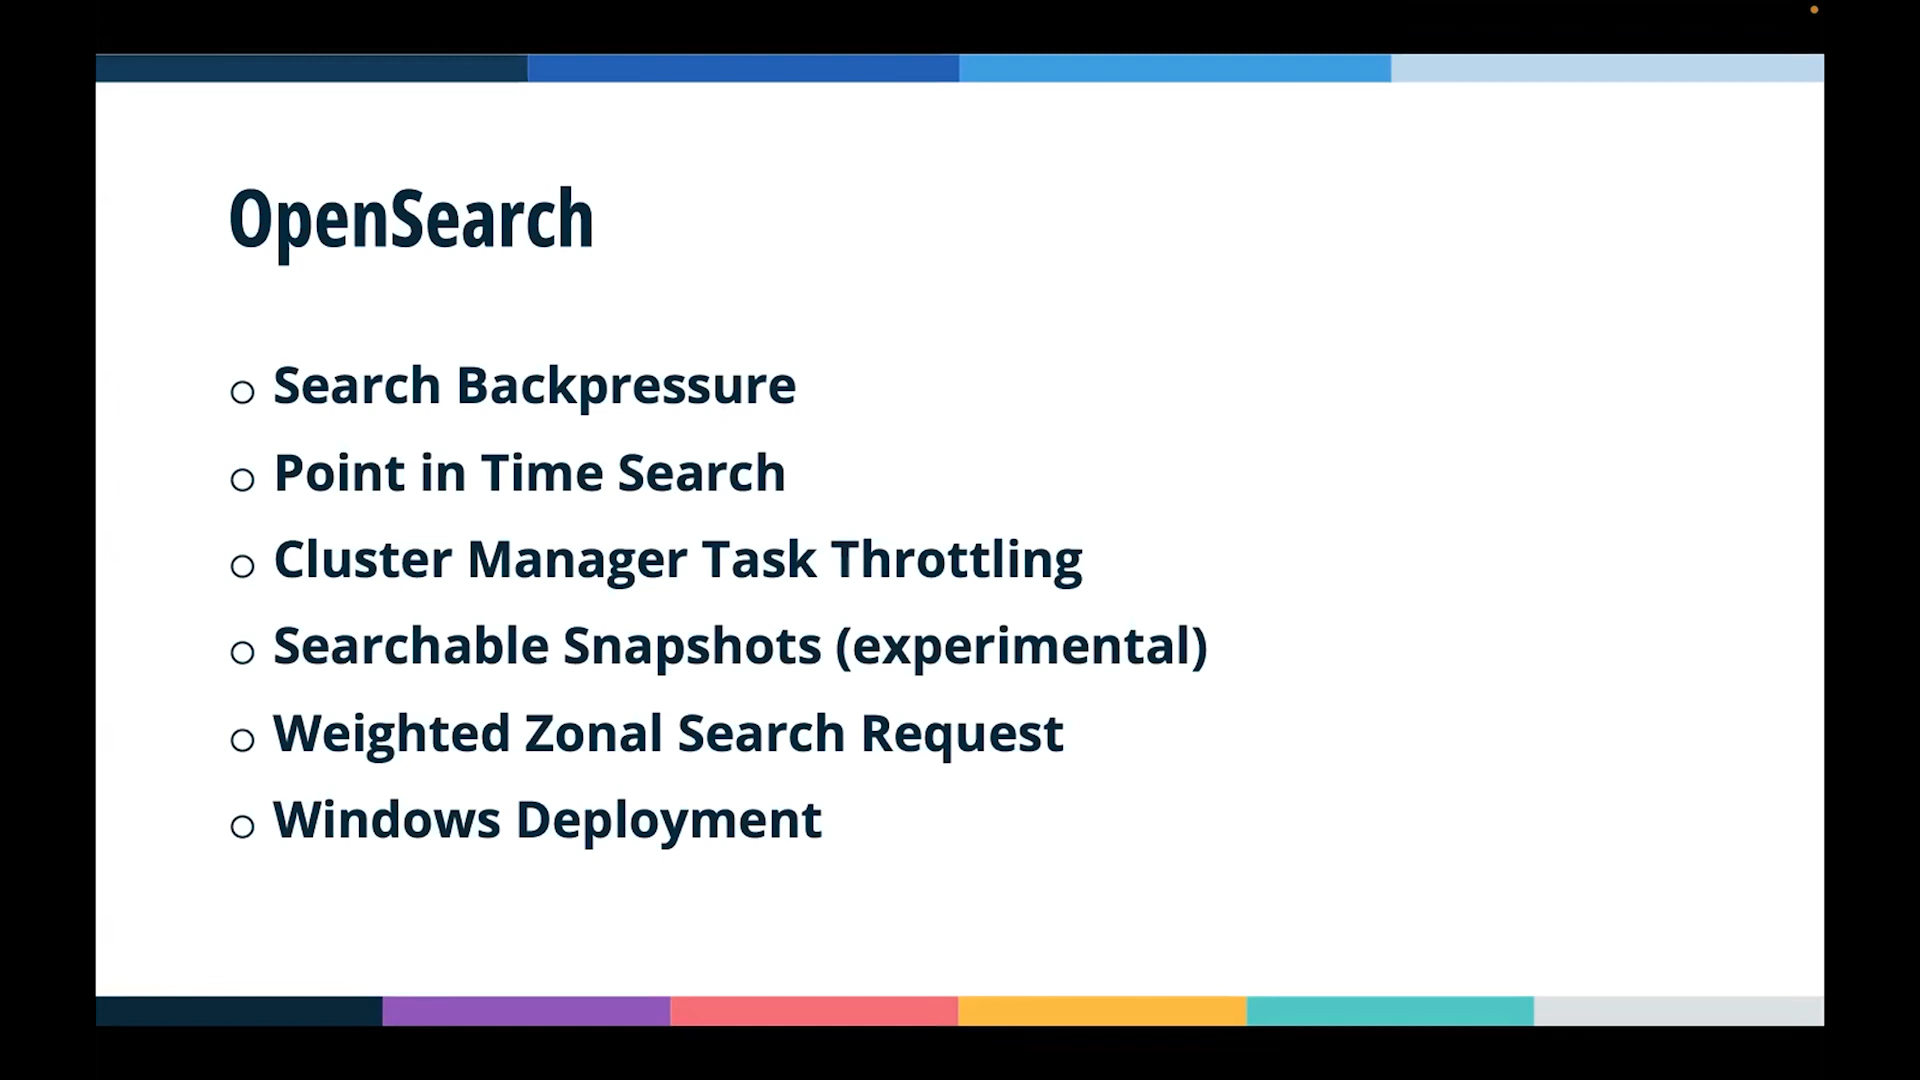 OpenSearch
Search Backpressure
Point in Time Search
Cluster Manager Task Throttling
Searchable Snapshots (experimental)
Weighted Zonal Search Request
Windows Deployment